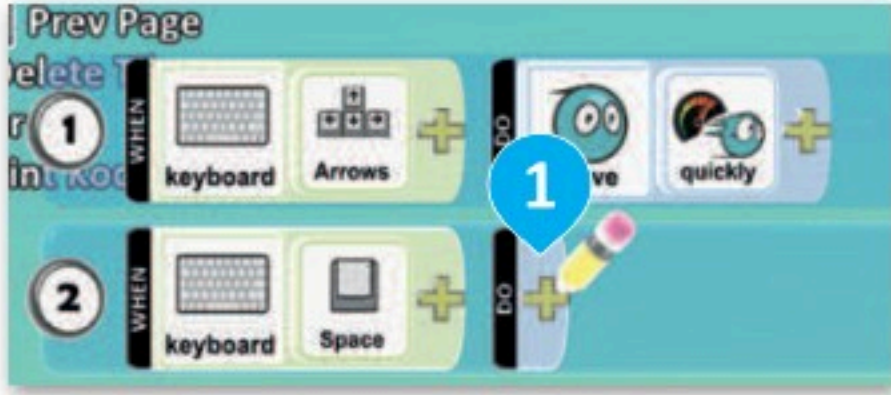 Prev Page
1 WHEN keyboard Arrows DO quickly
1
2 WHEN keyboard Space DO